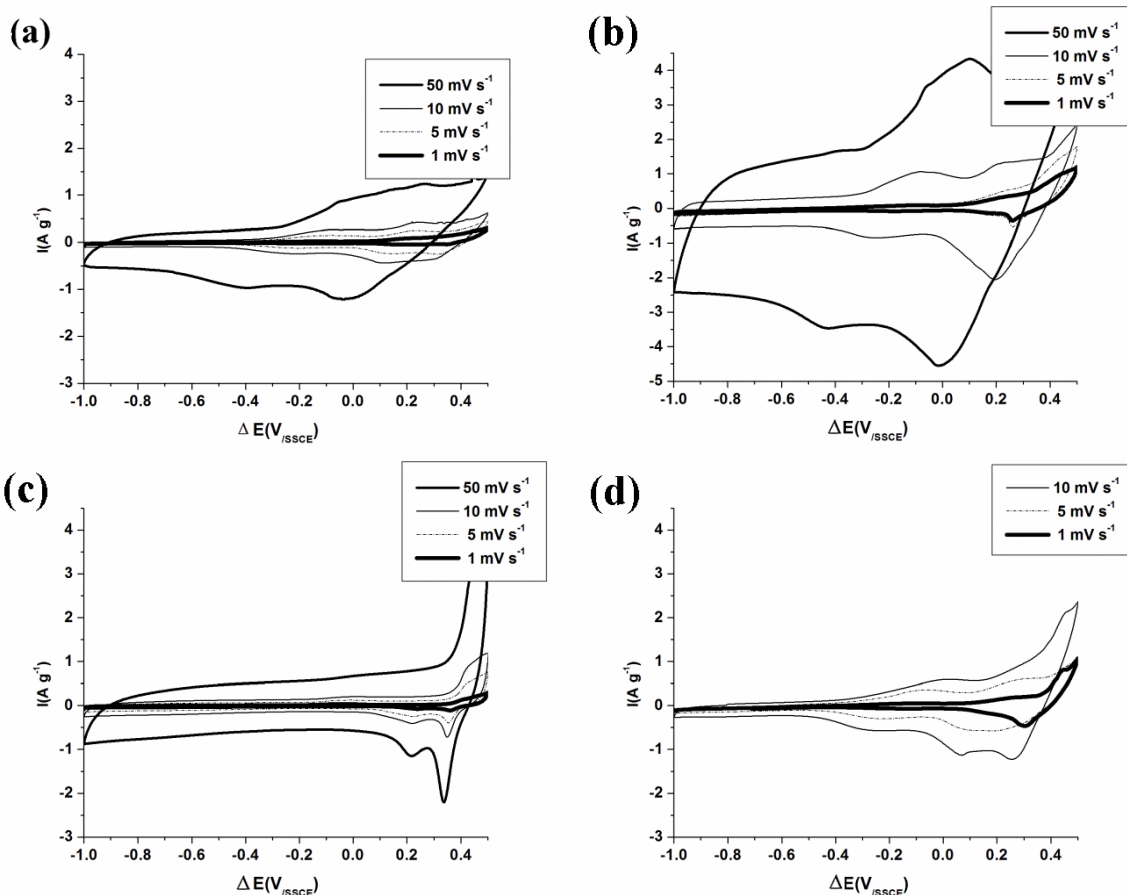 (a)
50 mV s⁻¹
10 mV s⁻¹
5 mV s⁻¹
1 mV s⁻¹
4
3
2
1
0
-1
-2
-3
I(A g⁻¹)
-1.0 -0.8 -0.6 -0.4 -0.2 0.0 0.2 0.4
Δ E(V/SSCE)
(b)
50 mV s⁻¹
10 mV s⁻¹
5 mV s⁻¹
1 mV s⁻¹
4
3
2
1
0
-1
-2
-3
-4
-5
I(A g⁻¹)
-1.0 -0.8 -0.6 -0.4 -0.2 0.0 0.2 0.4
ΔE(V/SSCE)
(c)
50 mV s⁻¹
10 mV s⁻¹
5 mV s⁻¹
1 mV s⁻¹
4
3
2
1
0
-1
-2
-3
I(A g⁻¹)
-1.0 -0.8 -0.6 -0.4 -0.2 0.0 0.2 0.4
ΔE(V/SSCE)
(d)
10 mV s⁻¹
5 mV s⁻¹
1 mV s⁻¹
4
3
2
1
0
-1
-2
-3
I(A g⁻¹)
-1.0 -0.8 -0.6 -0.4 -0.2 0.0 0.2 0.4
ΔE(V/SSCE)